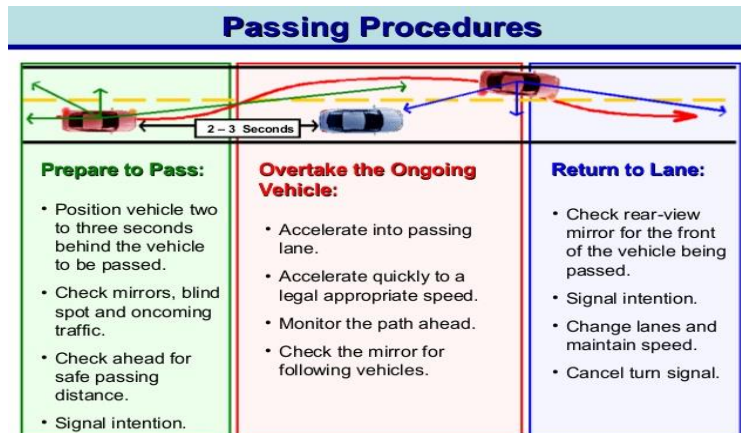 Passing Procedures
2 – 3 Seconds
Prepare to Pass:
• Position vehicle two
to three seconds
behind the vehicle
to be passed.
• Check mirrors, blind
spot and oncoming
traffic.
• Check ahead for
safe passing
distance.
• Signal intention.
Overtake the Ongoing
Vehicle:
• Accelerate into passing
lane.
• Accelerate quickly to a
legal appropriate speed.
• Monitor the path ahead.
• Check the mirror for
following vehicles.
Return to Lane:
• Check rear-view
mirror for the front
of the vehicle being
passed.
• Signal intention.
• Change lanes and
maintain speed.
• Cancel turn signal.